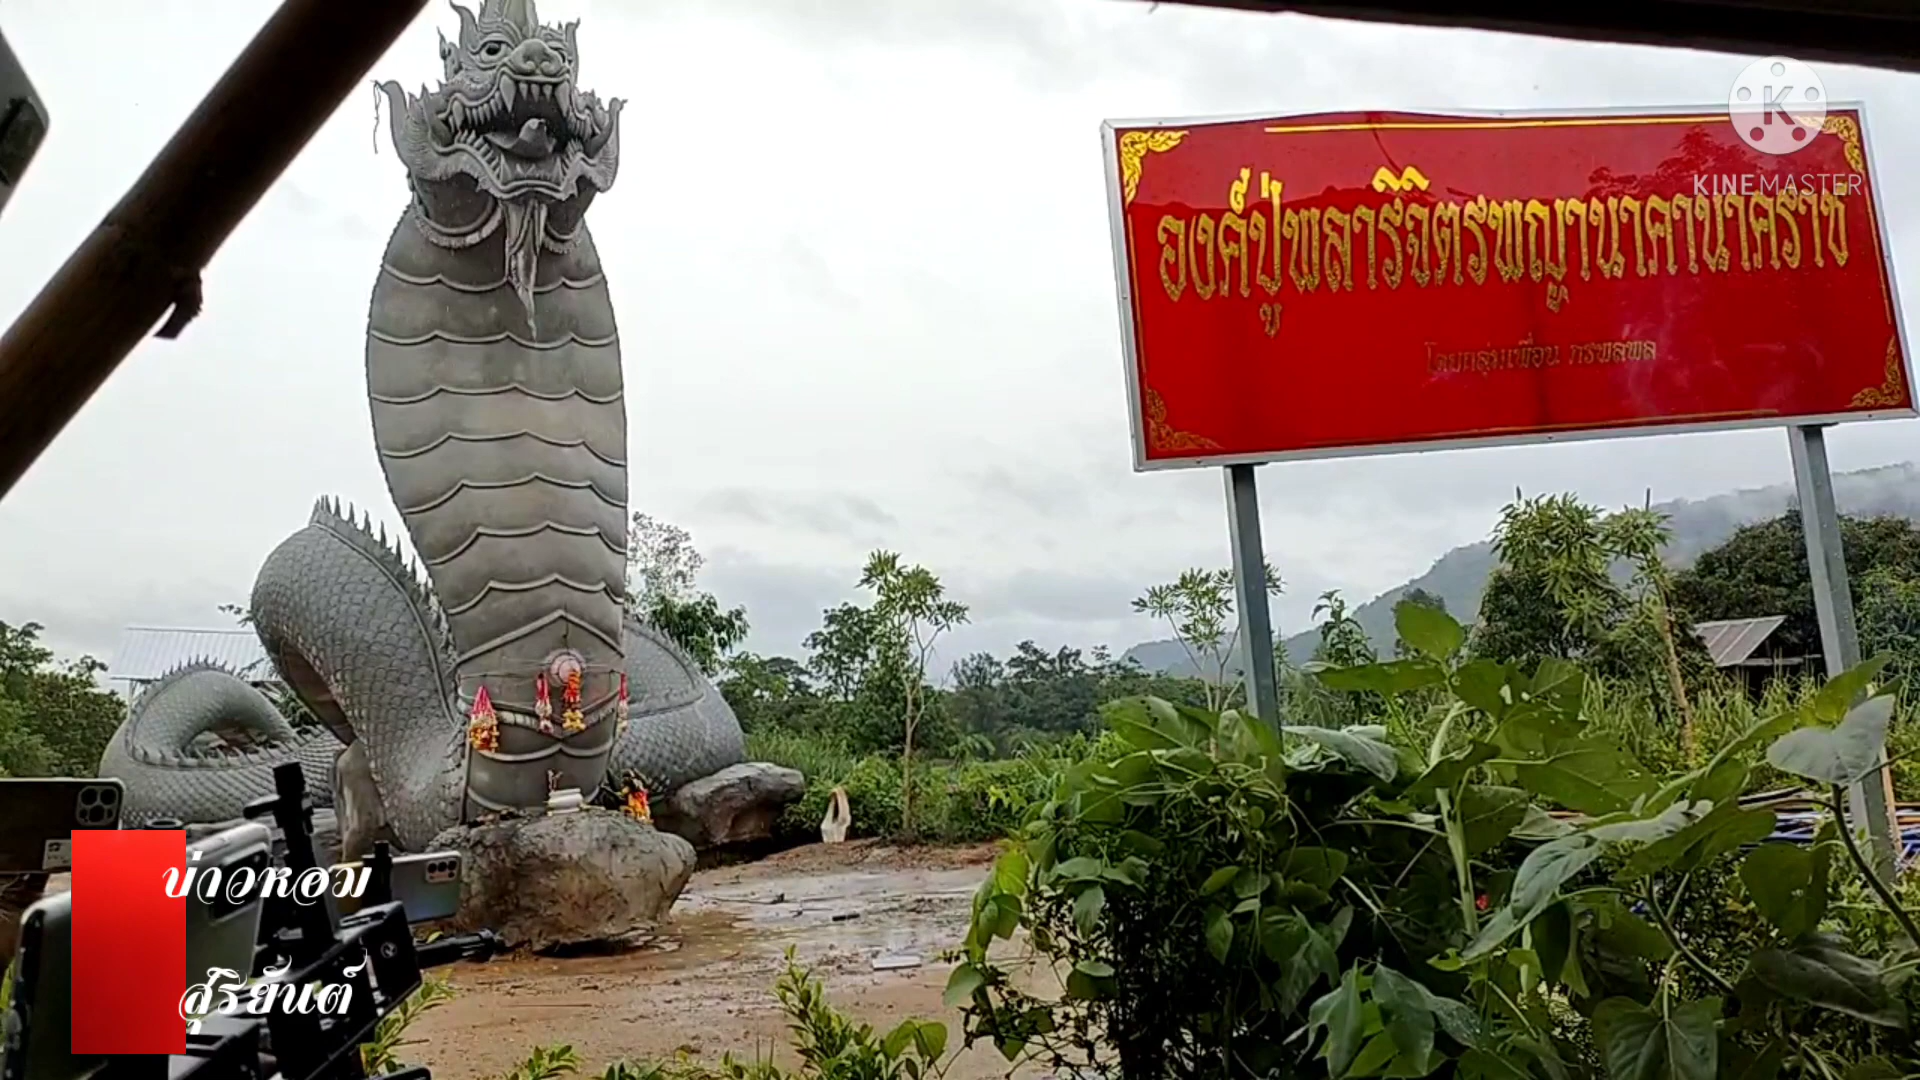 KINEMASTER
องค์ปู่พลาริจิตรพญานาคานาคราช
โดยกลุ่มเพื่อน ภรพลพล
บ่าวหอม
สุริยันต์